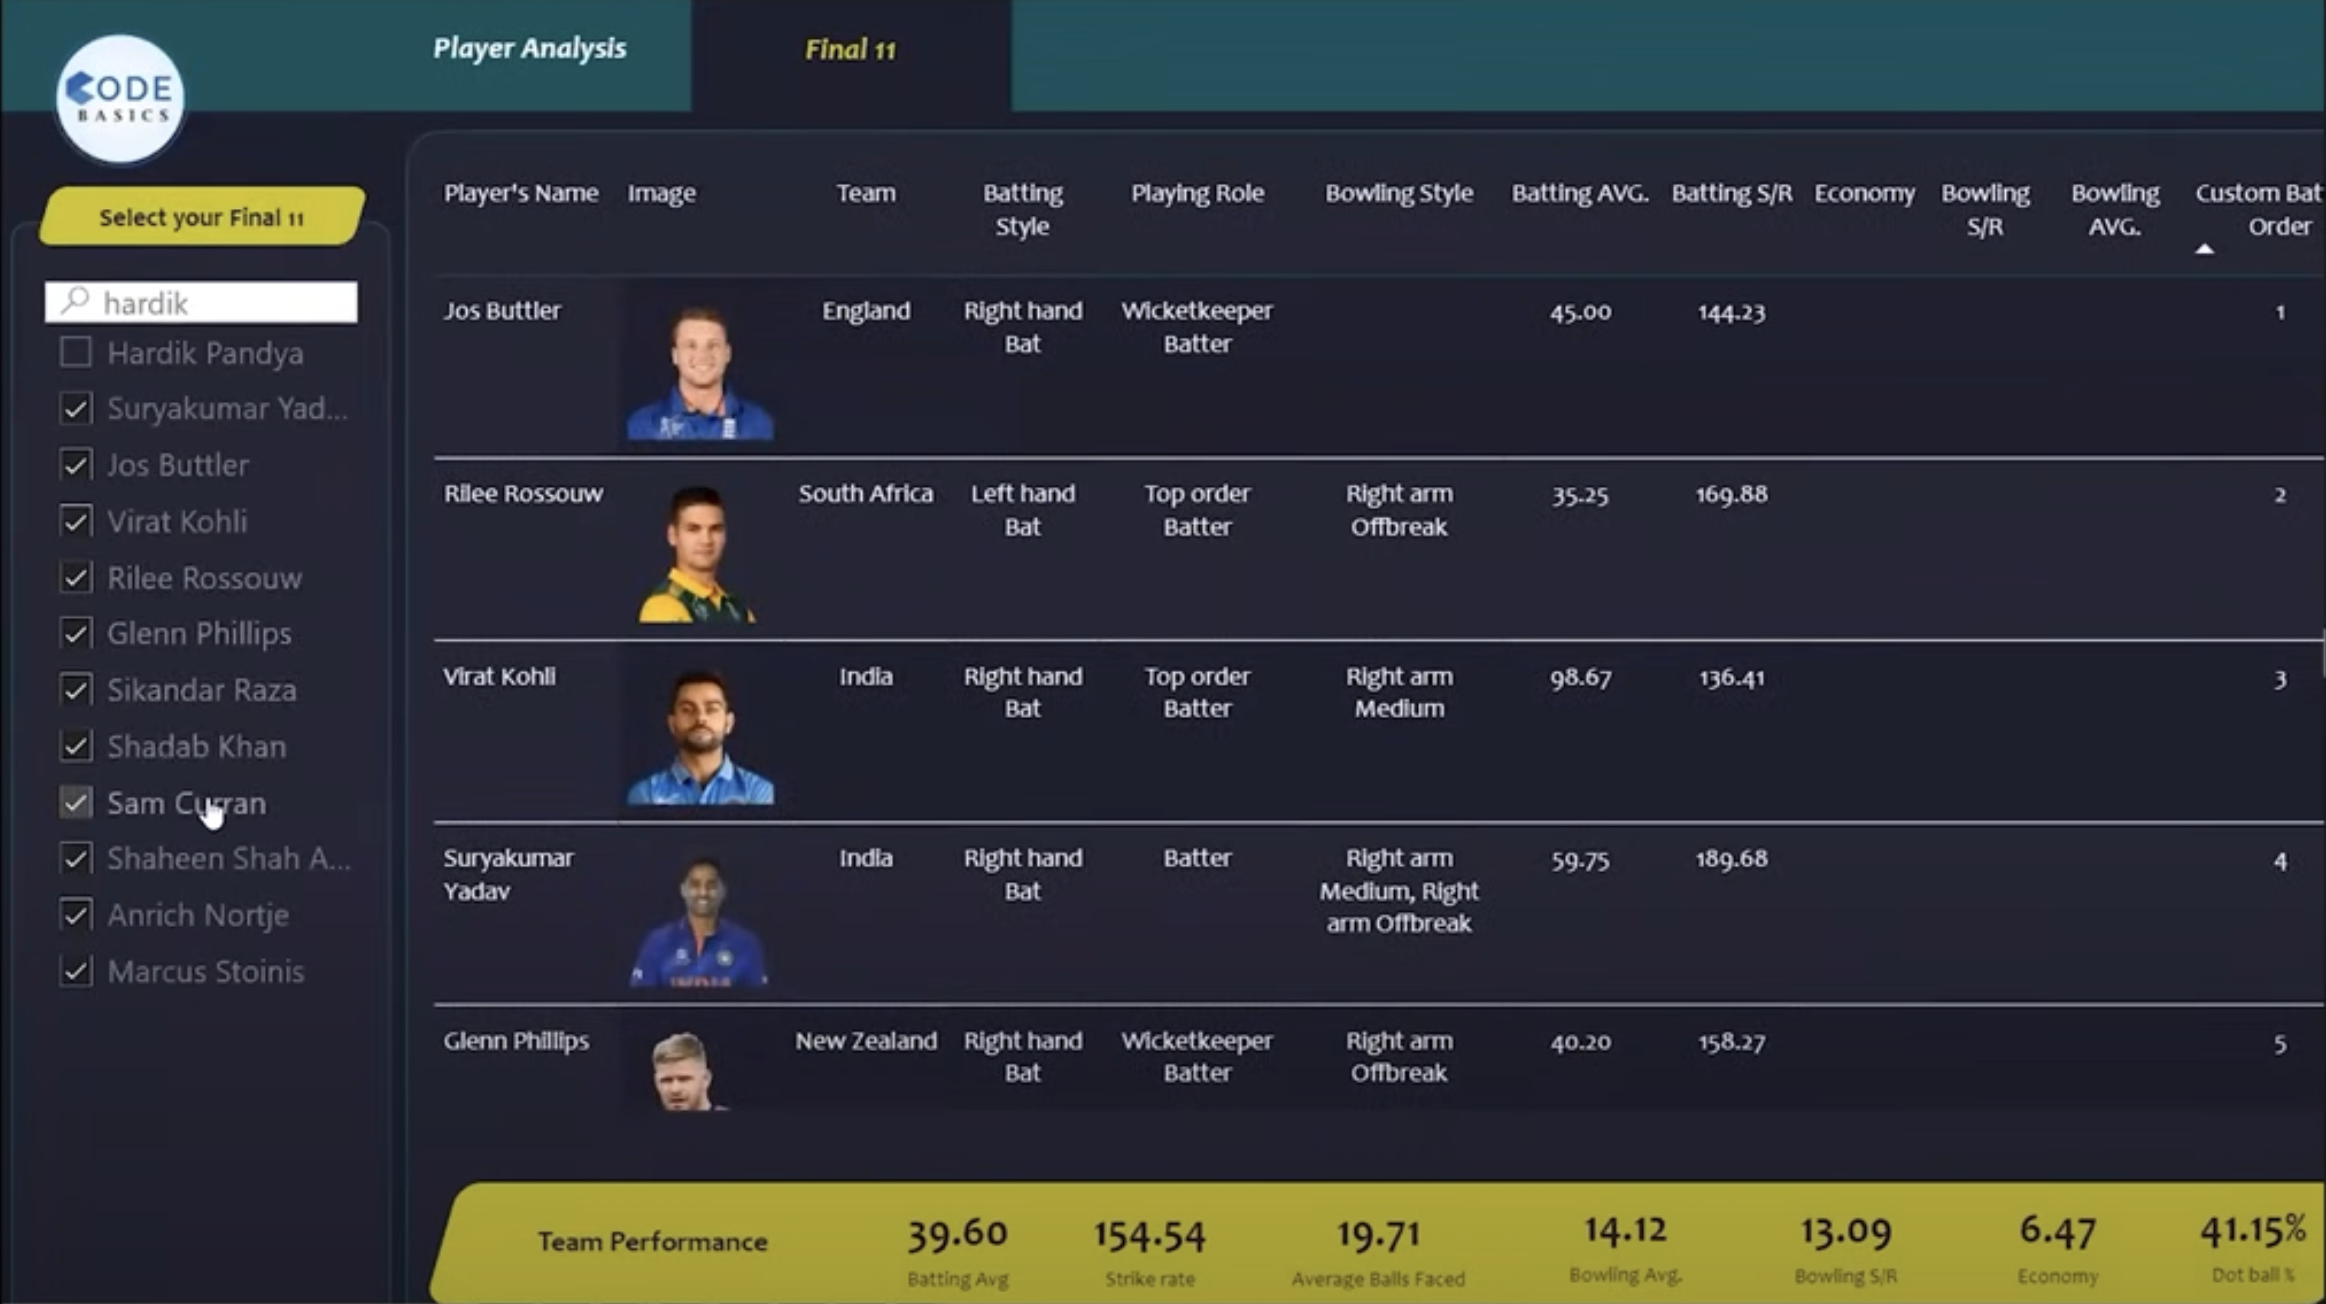 Player Analysis
Final 11
CODE
BASICS
Select your Final 11
hardik
Hardik Pandya
Suryakumar Yad...
Jos Buttler
Virat Kohli
Rilee Rossouw
Glenn Phillips
Sikandar Raza
Shadab Khan
Sam Curran
Shaheen Shah A...
Anrich Nortje
Marcus Stoinis
Player's Name Image Team Batting Style Playing Role Bowling Style Batting AVG. Batting S/R Economy Bowling S/R Bowling AVG. Custom Bat Order
Jos Buttler England Right hand Bat Wicketkeeper Batter 45.00 144.23 1
Rilee Rossouw South Africa Left hand Bat Top order Batter Right arm Offbreak 35.25 169.88 2
Virat Kohli India Right hand Bat Top order Batter Right arm Medium 98.67 136.41 3
Suryakumar Yadav India Right hand Bat Batter Right arm Medium, Right arm Offbreak 59.75 189.68 4
Glenn Phillips New Zealand Right hand Bat Wicketkeeper Batter Right arm Offbreak 40.20 158.27 5
Team Performance
39.60 154.54 19.71 14.12 13.09 6.47 41.15%
Batting Avg Strike rate Average Balls Faced Bowling Avg. Bowling S/R Economy Dot ball %